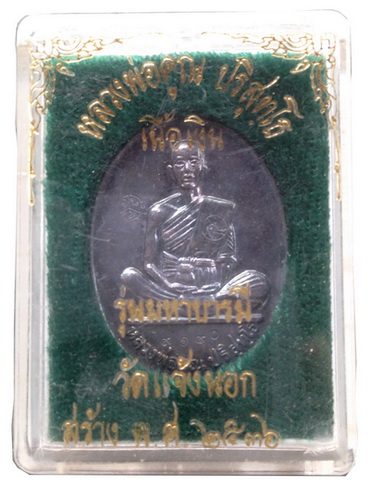 หลวงพ่อคูณ ปริสุทฺโธ
เนื้อเงิน
รุ่นมหาบารมี
วัดแจ้งนอก
สร้าง พ.ศ. ๒๕๓๖